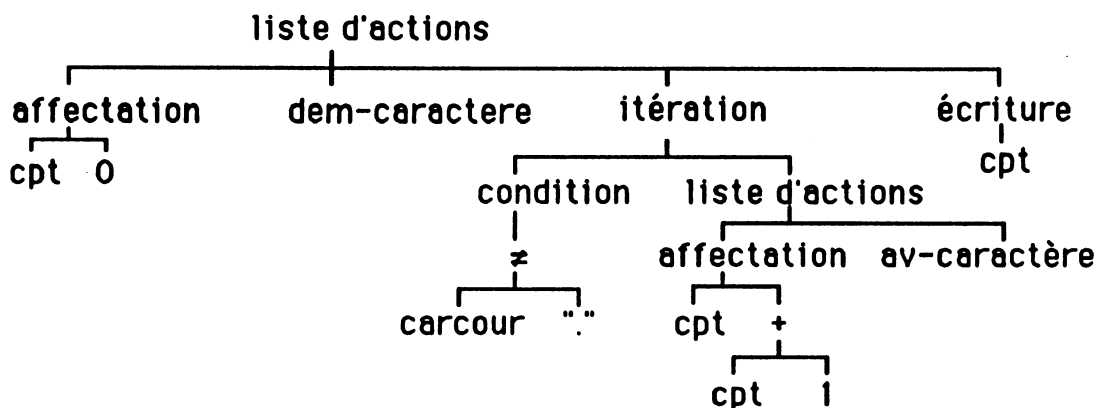 liste d'actions
affectation dem-caractere itération écriture
cpt 0 cpt
condition liste d'actions
≠ affectation av-caractère
carcour "." cpt +
cpt 1